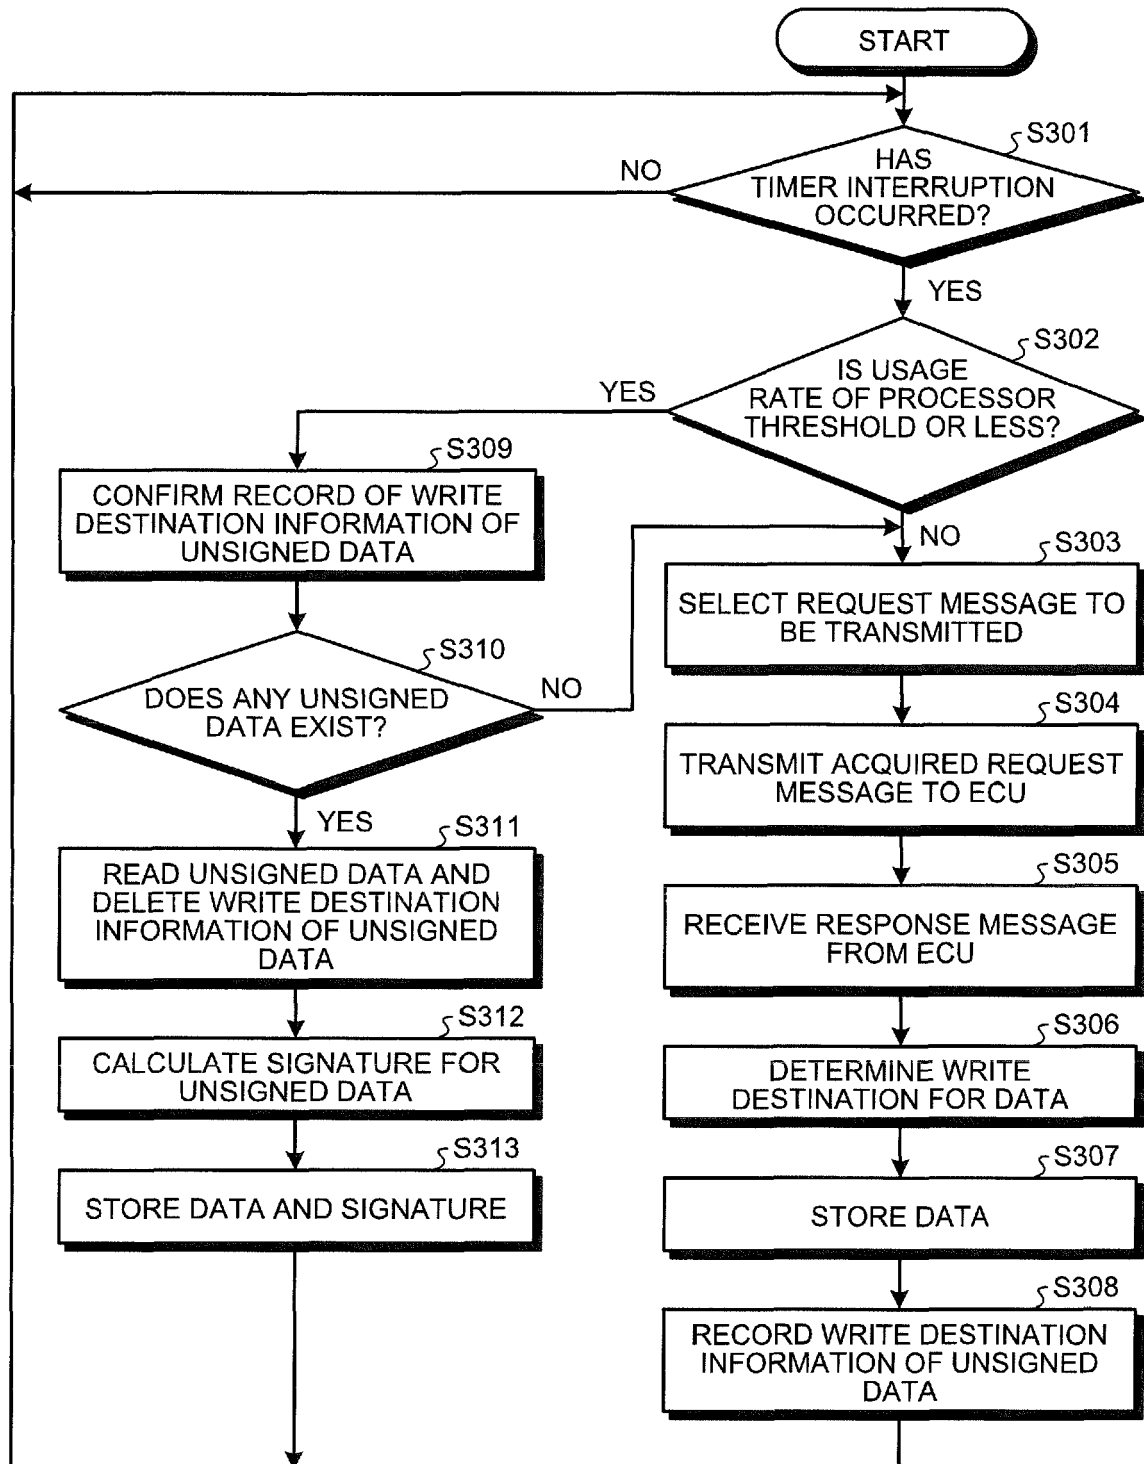 START
S301
HAS
TIMER INTERRUPTION
OCCURRED?
NO
YES
S302
IS USAGE
RATE OF PROCESSOR
THRESHOLD OR LESS?
YES
NO
S309
CONFIRM RECORD OF WRITE
DESTINATION INFORMATION OF
UNSIGNED DATA
S310
DOES ANY UNSIGNED
DATA EXIST?
NO
YES
S311
READ UNSIGNED DATA AND
DELETE WRITE DESTINATION
INFORMATION OF UNSIGNED
DATA
S312
CALCULATE SIGNATURE FOR
UNSIGNED DATA
S313
STORE DATA AND SIGNATURE
S303
SELECT REQUEST MESSAGE TO
BE TRANSMITTED
S304
TRANSMIT ACQUIRED REQUEST
MESSAGE TO ECU
S305
RECEIVE RESPONSE MESSAGE
FROM ECU
S306
DETERMINE WRITE
DESTINATION FOR DATA
S307
STORE DATA
S308
RECORD WRITE DESTINATION
INFORMATION OF UNSIGNED
DATA